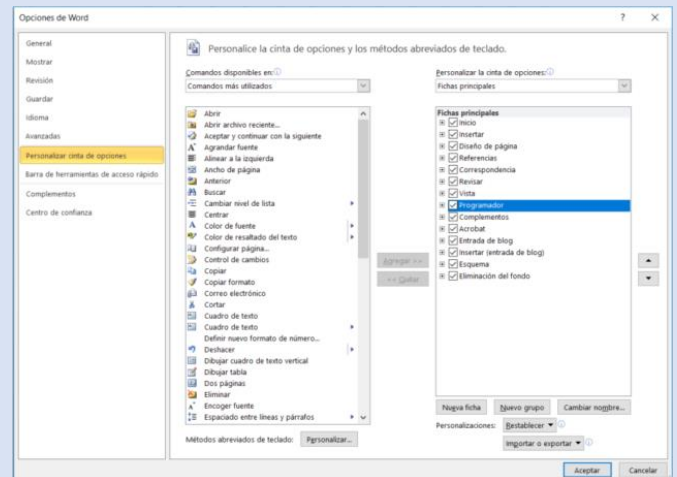 Opciones de Word
?
General
Mostrar
Revisión
Guardar
Idioma
Avanzadas
Personalizar cinta de opciones
Barra de herramientas de acceso rápido
Complementos
Centro de confianza
Personalice la cinta de opciones y los métodos abreviados de teclado.
Comandos disponibles en:
Comandos más utilizados
Abrir
Abrir archivo reciente...
Aceptar y continuar con la siguiente
Agrandar fuente
Alinear a la izquierda
Ancho de página
Anterior
Buscar
Cambiar nivel de lista
Centrar
Color de fuente
Color de resaltado del texto
Configurar página...
Control de cambios
Copiar
Copiar formato
Correo electrónico
Cortar
Cuadro de texto
Cuadro de texto
Definir nuevo formato de número...
Deshacer
Dibujar cuadro de texto vertical
Dibujar tabla
Dos páginas
Eliminar
Encoger fuente
Espaciado entre líneas y párrafos
Métodos abreviados de teclado: Personalizar...
Agregar >>
<< Quitar
Personalizar la cinta de opciones:
Fichas principales
Fichas principales
Inicio
Insertar
Diseño de página
Referencias
Correspondencia
Revisar
Vista
Programador
Complementos
Acrobat
Entrada de blog
Insertar (entrada de blog)
Esquema
Eliminación del fondo
Nueva ficha Nuevo grupo Cambiar nombre...
Personalizaciones: Restablecer
Importar o exportar
Aceptar Cancelar